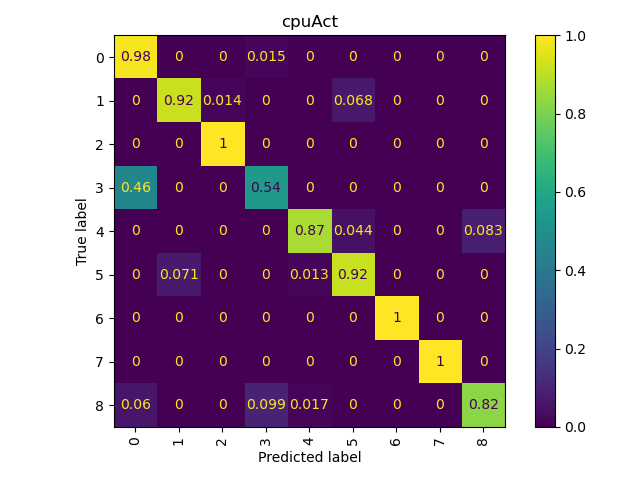 cpuAct
0 0.98 0 0 0.015 0 0 0 0 0
1 0 0.92 0.014 0 0 0.068 0 0 0
2 0 0 1 0 0 0 0 0 0
3 0.46 0 0 0.54 0 0 0 0 0
4 0 0 0 0 0.87 0.044 0 0 0.083
5 0 0.071 0 0 0.013 0.92 0 0 0
6 0 0 0 0 0 0 1 0 0
7 0 0 0 0 0 0 0 1 0
8 0.06 0 0 0.099 0.017 0 0 0 0.82
0 1 2 3 4 5 6 7 8
Predicted label
True label
1.0
0.8
0.6
0.4
0.2
0.0